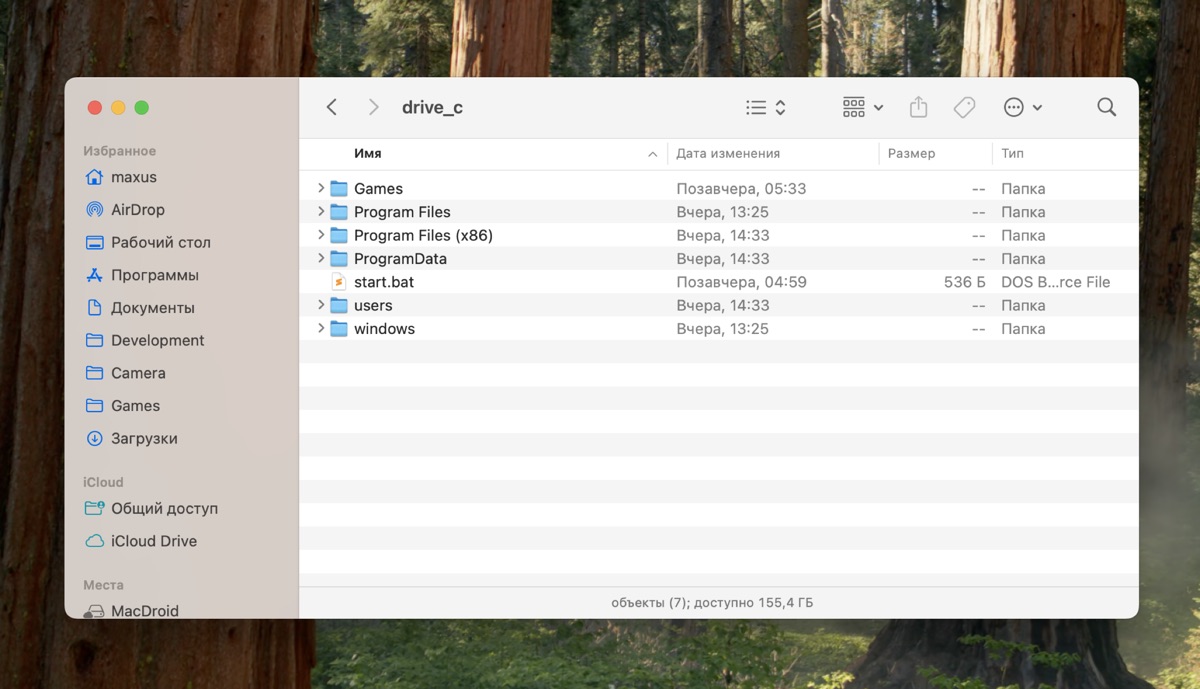 drive_c
Избранное
maxus
AirDrop
Рабочий стол
Программы
Документы
Development
Camera
Games
Загрузки
iCloud
Общий доступ
iCloud Drive
Места
MacDroid
Имя Дата изменения Размер Тип
Games Позавчера, 05:33 -- Папка
Program Files Вчера, 13:25 -- Папка
Program Files (x86) Вчера, 14:33 -- Папка
ProgramData Вчера, 14:33 -- Папка
start.bat Позавчера, 04:59 536 Б DOS B...rce File
users Вчера, 14:33 -- Папка
windows Вчера, 13:25 -- Папка
объекты (7); доступно 155,4 ГБ